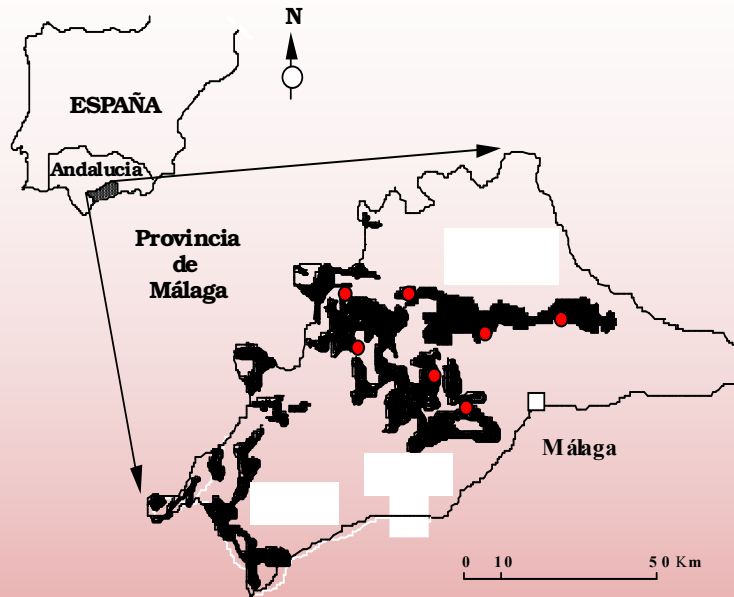 N
ESPAÑA
Andalucia
Provincia
de
Málaga
Málaga
0 10 50 Km